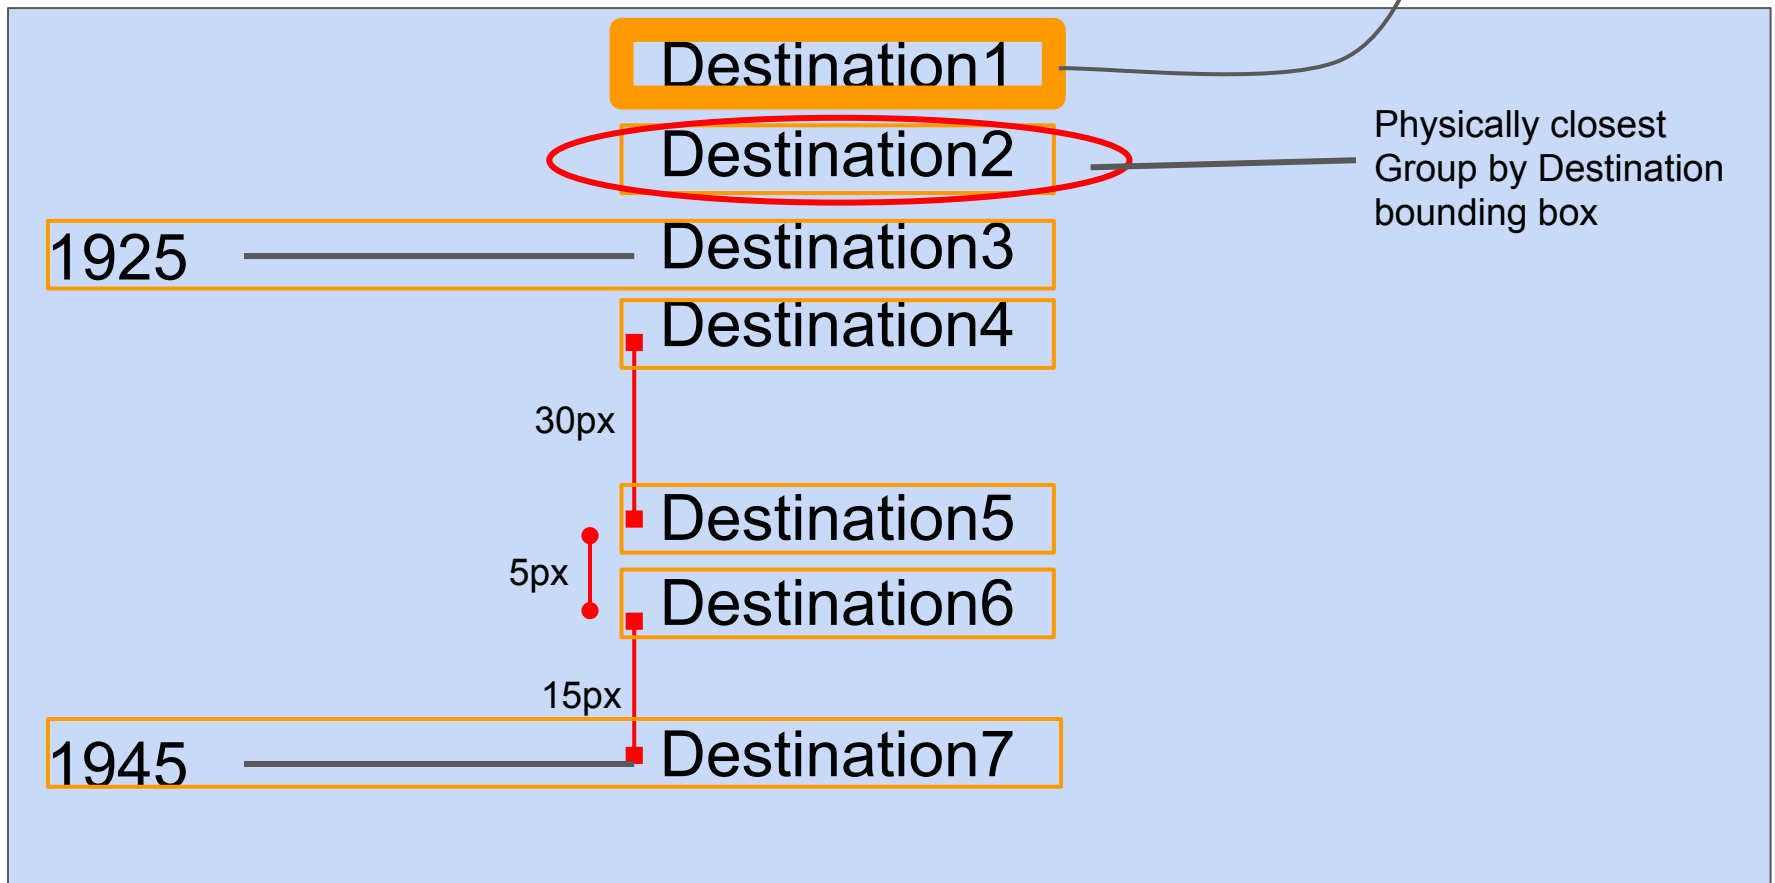 Destination1
Destination2
Physically closest
Group by Destination
bounding box
1925 Destination3
Destination4
30px
Destination5
5px
Destination6
15px
1945 Destination7